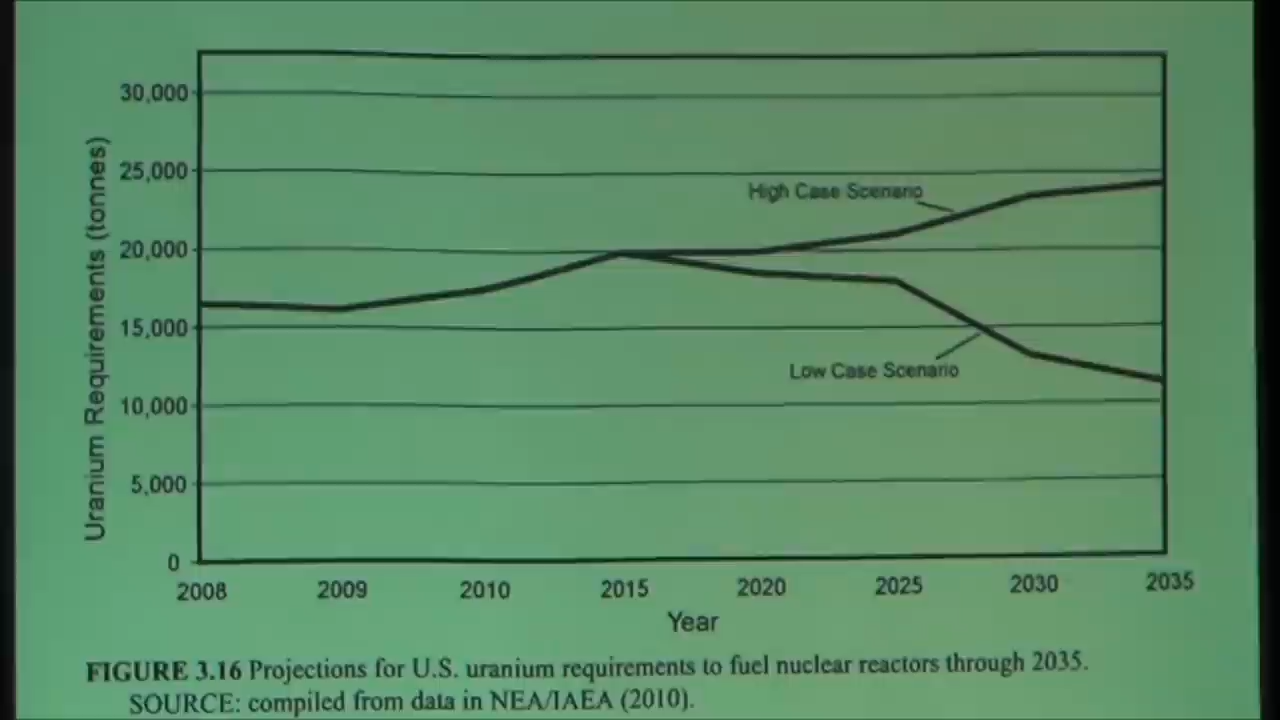 30,000
25,000
20,000
15,000
10,000
5,000
0
Uranium Requirements (tonnes)
High Case Scenario
Low Case Scenario
2008 2009 2010 2015 2020 2025 2030 2035
Year
FIGURE 3.16 Projections for U.S. uranium requirements to fuel nuclear reactors through 2035.
SOURCE: compiled from data in NEA/IAEA (2010).